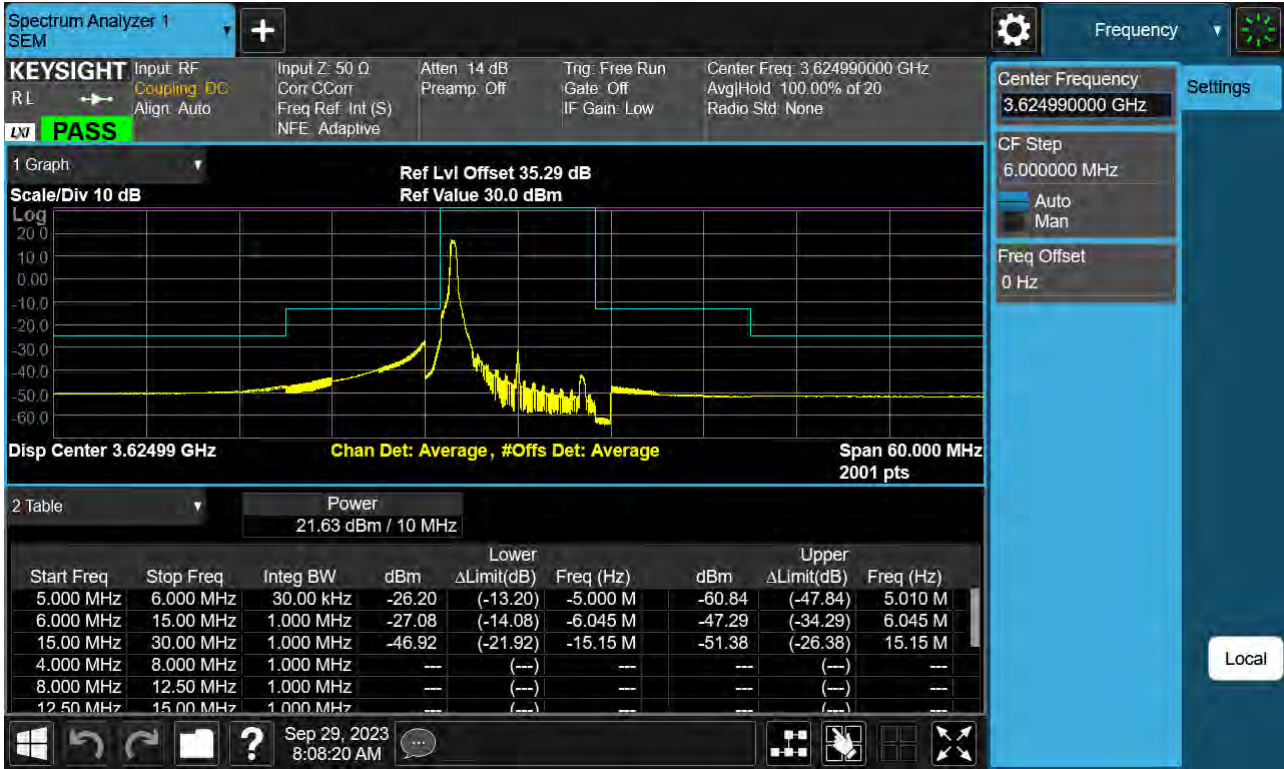 Spectrum Analyzer 1
SEM
+
Frequency
KEYSIGHT
RL
LXI
PASS
Input: RF
Coupling: DC
Align: Auto
Input Z: 50 Ω
Corr CCorr
Freq Ref: Int (S)
NFE: Adaptive
Atten: 14 dB
Preamp: Off
Trig: Free Run
Gate: Off
IF Gain: Low
Center Freq: 3.624990000 GHz
Avg|Hold: 100.00% of 20
Radio Std: None
Center Frequency
3.624990000 GHz
Settings
CF Step
6.000000 MHz
Auto
Man
Freq Offset
0 Hz
Local
1 Graph
Scale/Div 10 dB
Ref Lvl Offset 35.29 dB
Ref Value 30.0 dBm
Log
20.0
10.0
0.00
-10.0
-20.0
-30.0
-40.0
-50.0
-60.0
Disp Center 3.62499 GHz
Chan Det: Average, #Offs Det: Average
Span 60.000 MHz
2001 pts
2 Table
Power
21.63 dBm / 10 MHz
Lower Upper
Start Freq Stop Freq Integ BW dBm ΔLimit(dB) Freq (Hz) dBm ΔLimit(dB) Freq (Hz)
5.000 MHz 6.000 MHz 30.00 kHz -26.20 (-13.20) -5.000 M -60.84 (-47.84) 5.010 M
6.000 MHz 15.00 MHz 1.000 MHz -27.08 (-14.08) -6.045 M -47.29 (-34.29) 6.045 M
15.00 MHz 30.00 MHz 1.000 MHz -46.92 (-21.92) -15.15 M -51.38 (-26.38) 15.15 M
4.000 MHz 8.000 MHz 1.000 MHz --- (---) --- --- (---) ---
8.000 MHz 12.50 MHz 1.000 MHz --- (---) --- --- (---) ---
12.50 MHz 15.00 MHz 1.000 MHz --- (---) --- --- (---) ---
?
Sep 29, 2023
8:08:20 AM